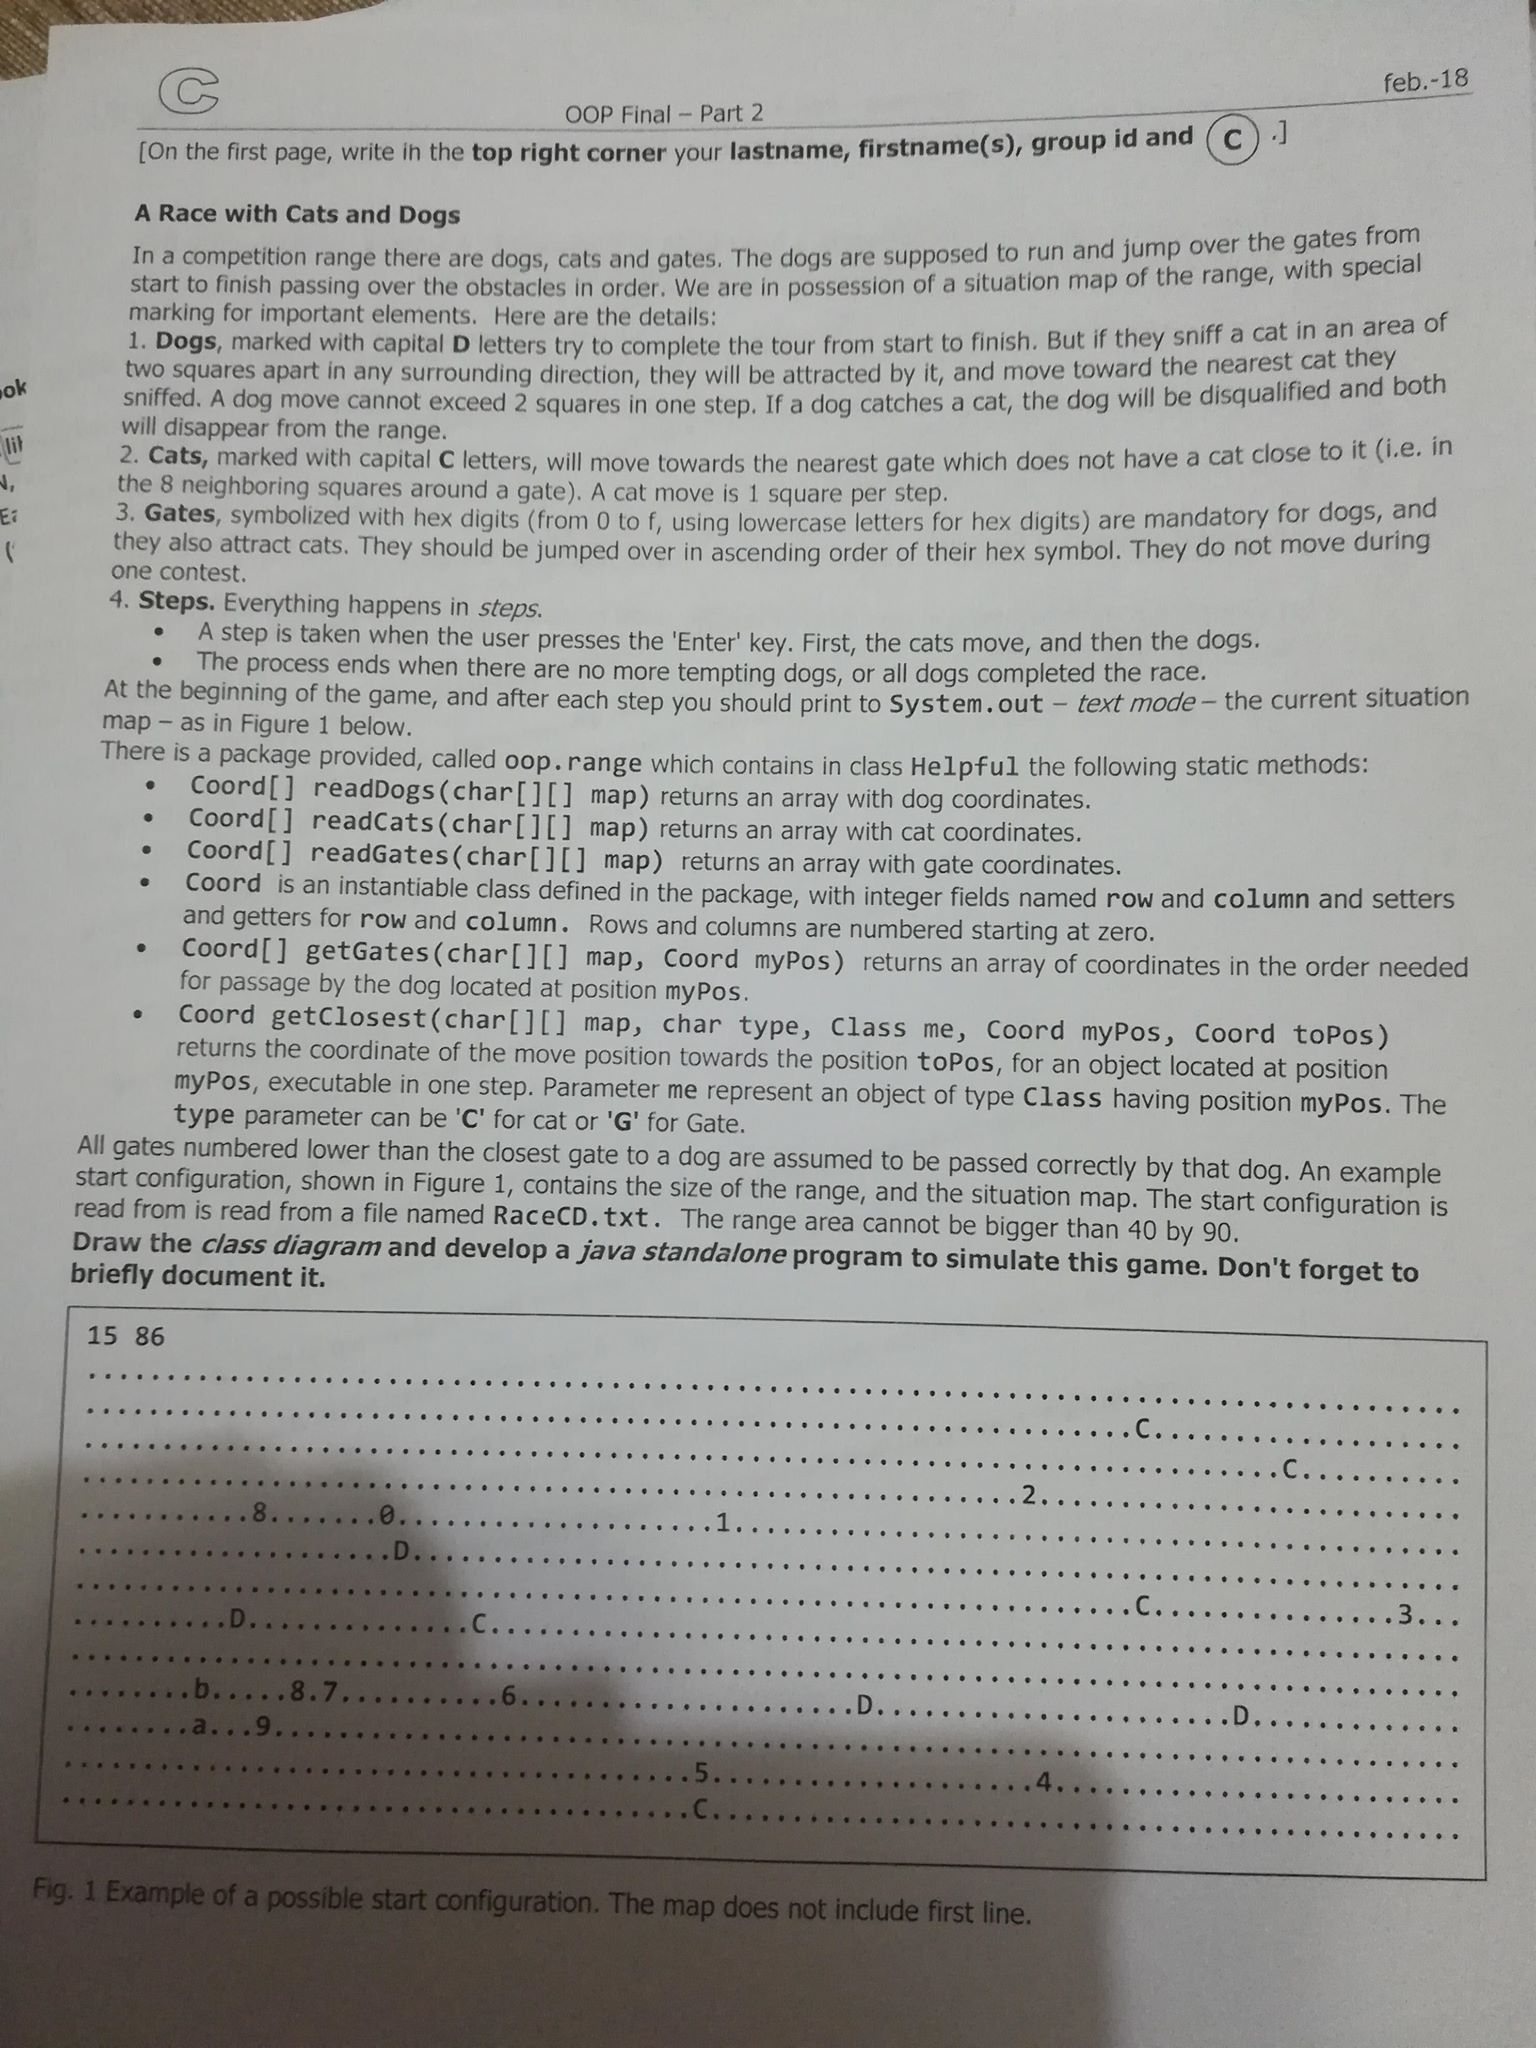 C
feb.-18
OOP Final – Part 2
[On the first page, write in the top right corner your lastname, firstname(s), group id and C .]
A Race with Cats and Dogs
In a competition range there are dogs, cats and gates. The dogs are supposed to run and jump over the gates from
start to finish passing over the obstacles in order. We are in possession of a situation map of the range, with special
marking for important elements. Here are the details:
1. Dogs, marked with capital D letters try to complete the tour from start to finish. But if they sniff a cat in an area of
two squares apart in any surrounding direction, they will be attracted by it, and move toward the nearest cat they
sniffed. A dog move cannot exceed 2 squares in one step. If a dog catches a cat, the dog will be disqualified and both
will disappear from the range.
2. Cats, marked with capital C letters, will move towards the nearest gate which does not have a cat close to it (i.e. in
the 8 neighboring squares around a gate). A cat move is 1 square per step.
3. Gates, symbolized with hex digits (from 0 to f, using lowercase letters for hex digits) are mandatory for dogs, and
they also attract cats. They should be jumped over in ascending order of their hex symbol. They do not move during
one contest.
4. Steps. Everything happens in steps.
• A step is taken when the user presses the 'Enter' key. First, the cats move, and then the dogs.
• The process ends when there are no more tempting dogs, or all dogs completed the race.
At the beginning of the game, and after each step you should print to System.out – text mode – the current situation
map – as in Figure 1 below.
There is a package provided, called oop.range which contains in class Helpful the following static methods:
• Coord[] readDogs(char[][] map) returns an array with dog coordinates.
• Coord[] readCats(char[][] map) returns an array with cat coordinates.
• Coord[] readGates(char[][] map) returns an array with gate coordinates.
• Coord is an instantiable class defined in the package, with integer fields named row and column and setters
and getters for row and column. Rows and columns are numbered starting at zero.
• Coord[] getGates(char[][] map, Coord myPos) returns an array of coordinates in the order needed
for passage by the dog located at position myPos.
• Coord getClosest(char[][] map, char type, Class me, Coord myPos, Coord toPos)
returns the coordinate of the move position towards the position toPos, for an object located at position
myPos, executable in one step. Parameter me represent an object of type Class having position myPos. The
type parameter can be 'C' for cat or 'G' for Gate.
All gates numbered lower than the closest gate to a dog are assumed to be passed correctly by that dog. An example
start configuration, shown in Figure 1, contains the size of the range, and the situation map. The start configuration is
read from is read from a file named RaceCD.txt. The range area cannot be bigger than 40 by 90.
Draw the class diagram and develop a java standalone program to simulate this game. Don't forget to
briefly document it.
15 86
......................................................................................
.................................................................C....................
..........................................................................C...........
..........................................................2...........................
...........8.......0....................1.............................................
....................D.................................................................
..................................................................C...............3...
..........D...............C...........................................................
......................................................................................
........b.....8.7..........6.....................D.......................D.............
........a...9.........................................................................
.......................................5....................4.........................
.......................................C..............................................
Fig. 1 Example of a possible start configuration. The map does not include first line.